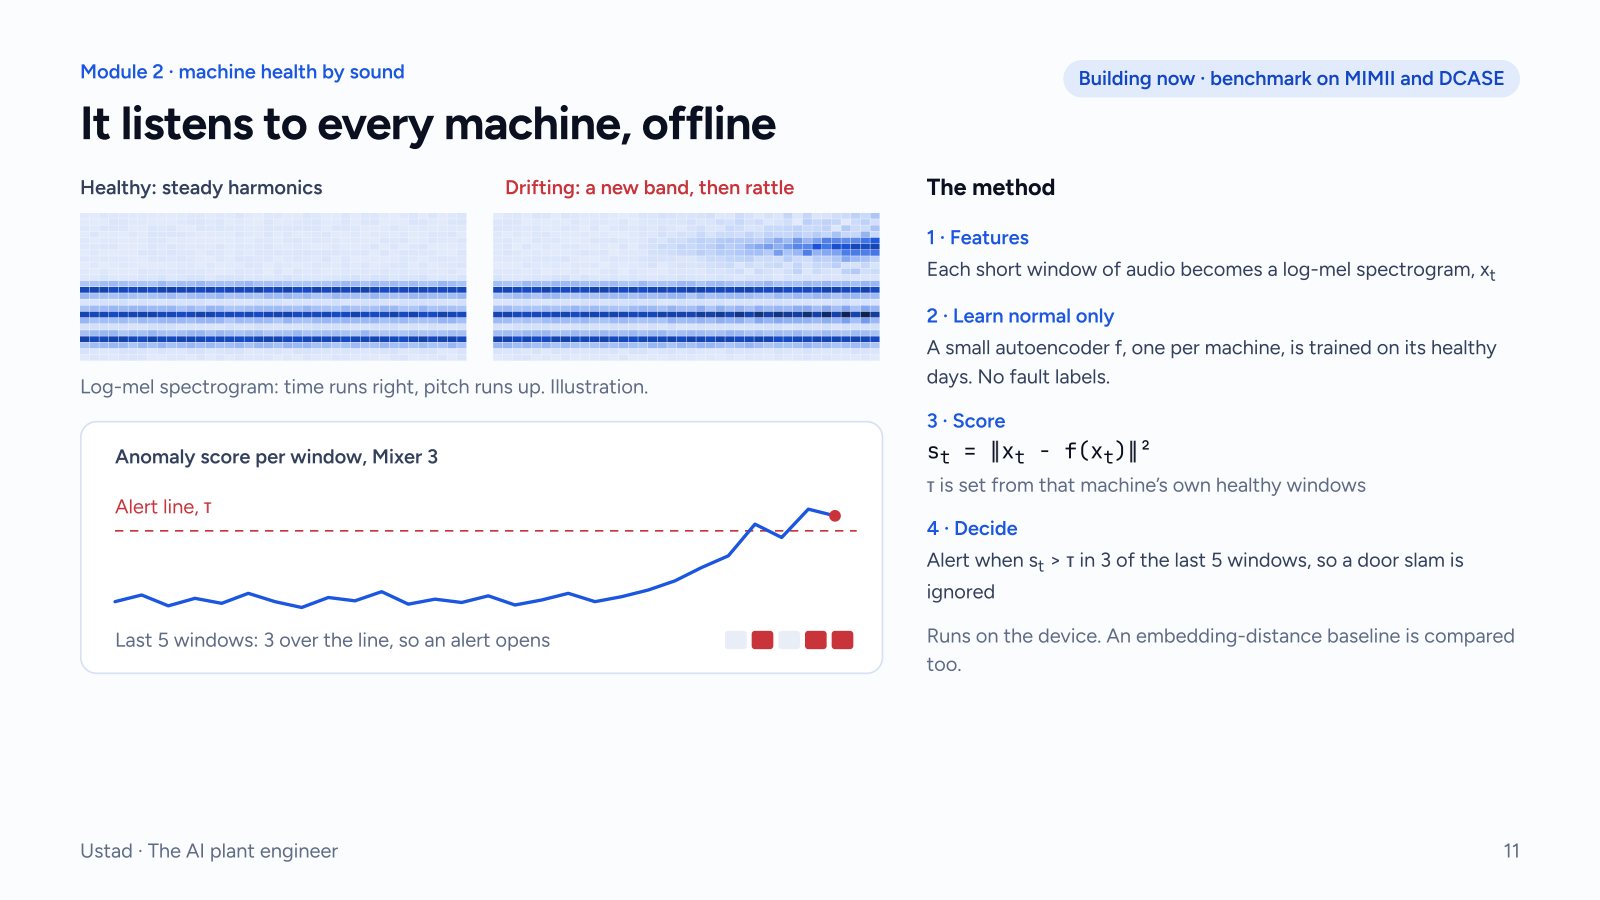 Module 2 · machine health by sound
Building now · benchmark on MIMII and DCASE
It listens to every machine, offline
Healthy: steady harmonics
Drifting: a new band, then rattle
Log-mel spectrogram: time runs right, pitch runs up. Illustration.
Anomaly score per window, Mixer 3
Alert line, τ
Last 5 windows: 3 over the line, so an alert opens
The method
1 · Features
Each short window of audio becomes a log-mel spectrogram, xₜ
2 · Learn normal only
A small autoencoder f, one per machine, is trained on its healthy
days. No fault labels.
3 · Score
sₜ = ‖xₜ - f(xₜ)‖²
τ is set from that machine’s own healthy windows
4 · Decide
Alert when sₜ > τ in 3 of the last 5 windows, so a door slam is
ignored
Runs on the device. An embedding-distance baseline is compared
too.
Ustad · The AI plant engineer
11